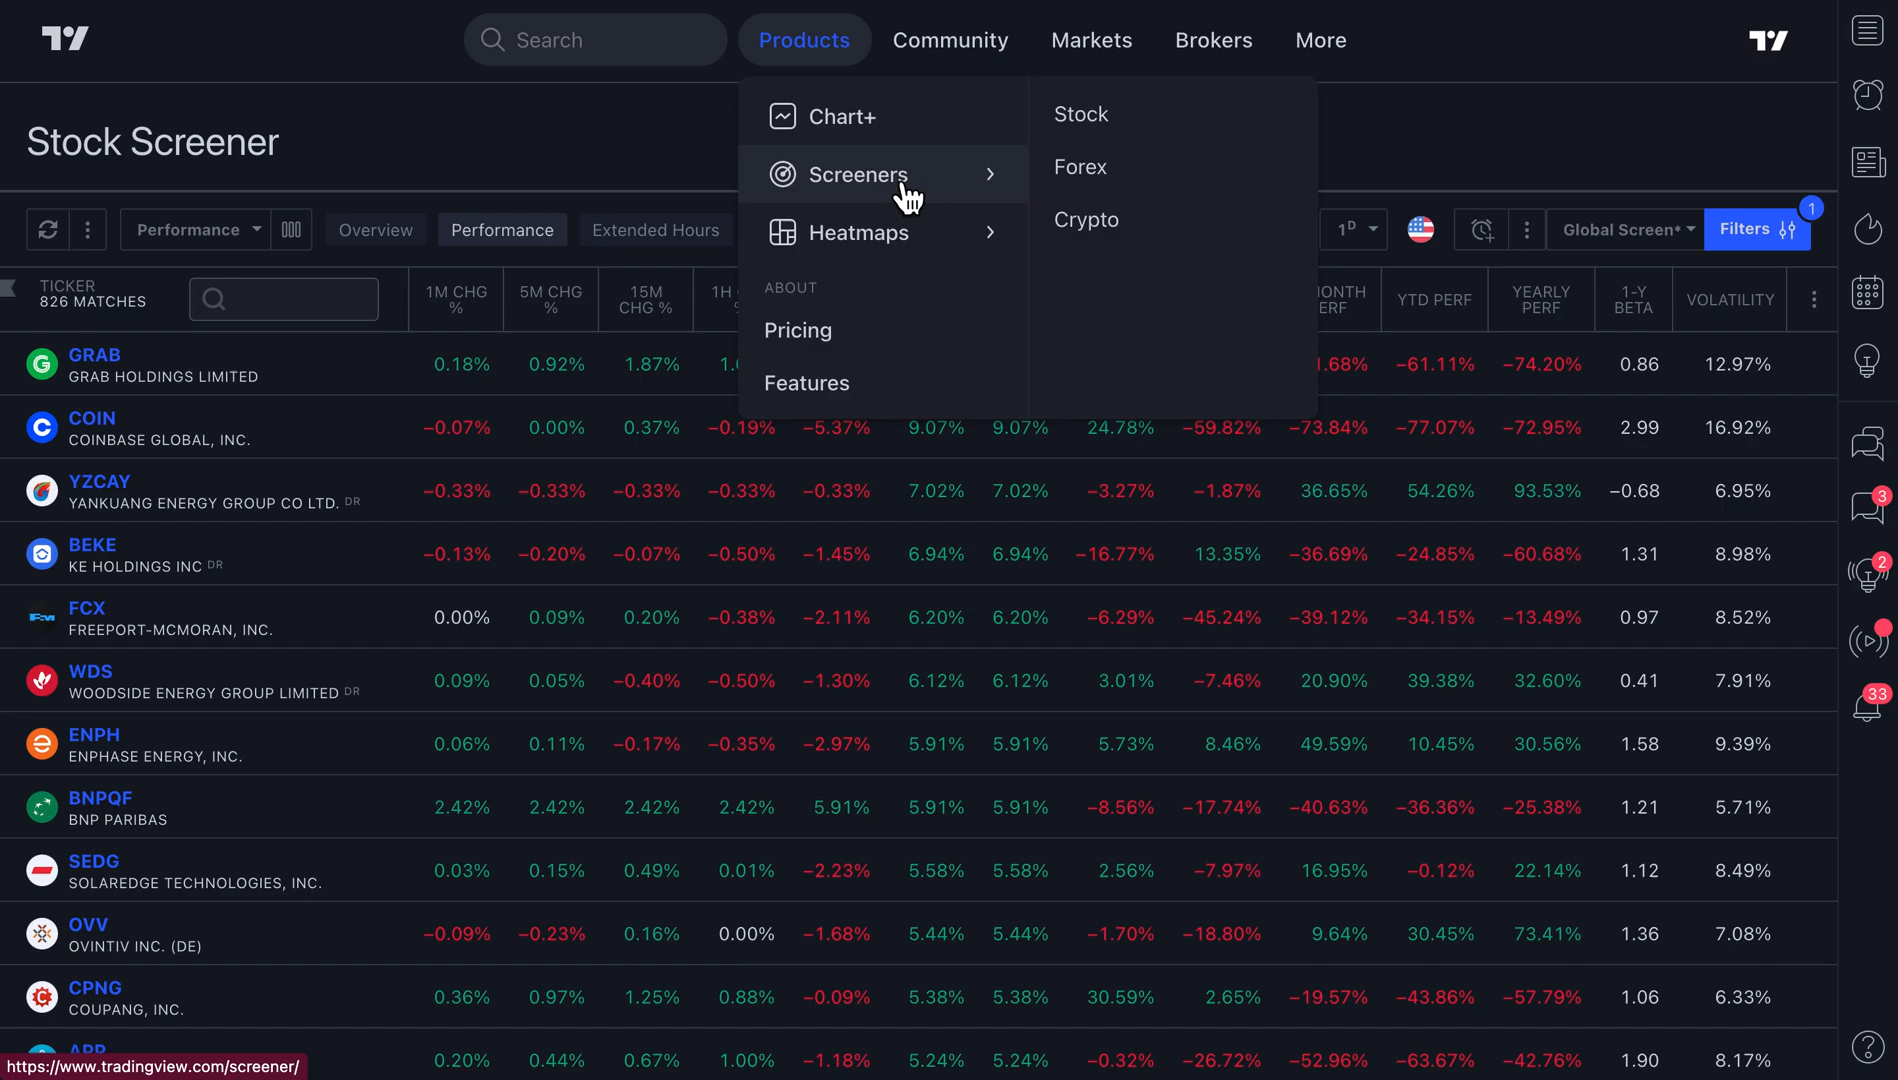 Search
Products
Community
Markets
Brokers
More
Chart+
Screeners
Heatmaps
ABOUT
Pricing
Features
Stock
Forex
Crypto
Stock Screener
Performance
Overview
Performance
Extended Hours
1D
Global Screen*
Filters
1
TICKER
826 MATCHES
1M CHG
%
5M CHG
%
15M
CHG %
1H
YTD PERF
YEARLY
PERF
1-Y
BETA
VOLATILITY
GRAB
GRAB HOLDINGS LIMITED
0.18% 0.92% 1.87% −61.11% −74.20% 0.86 12.97%
COIN
COINBASE GLOBAL, INC.
−0.07% 0.00% 0.37% −0.19% −5.37% 9.07% 9.07% 24.78% −59.82% −73.84% −77.07% −72.95% 2.99 16.92%
YZCAY
YANKUANG ENERGY GROUP CO LTD. DR
−0.33% −0.33% −0.33% −0.33% −0.33% 7.02% 7.02% −3.27% −1.87% 36.65% 54.26% 93.53% −0.68 6.95%
BEKE
KE HOLDINGS INC DR
−0.13% −0.20% −0.07% −0.50% −1.45% 6.94% 6.94% −16.77% 13.35% −36.69% −24.85% −60.68% 1.31 8.98%
FCX
FREEPORT-MCMORAN, INC.
0.00% 0.09% 0.20% −0.38% −2.11% 6.20% 6.20% −6.29% −45.24% −39.12% −34.15% −13.49% 0.97 8.52%
WDS
WOODSIDE ENERGY GROUP LIMITED DR
0.09% 0.05% −0.40% −0.50% −1.30% 6.12% 6.12% 3.01% −7.46% 20.90% 39.38% 32.60% 0.41 7.91%
ENPH
ENPHASE ENERGY, INC.
0.06% 0.11% −0.17% −0.35% −2.97% 5.91% 5.91% 5.73% 8.46% 49.59% 10.45% 30.56% 1.58 9.39%
BNPQF
BNP PARIBAS
2.42% 2.42% 2.42% 2.42% 5.91% 5.91% 5.91% −8.56% −17.74% −40.63% −36.36% −25.38% 1.21 5.71%
SEDG
SOLAREDGE TECHNOLOGIES, INC.
0.03% 0.15% 0.49% 0.01% −2.23% 5.58% 5.58% 2.56% −7.97% 16.95% −0.12% 22.14% 1.12 8.49%
OVV
OVINTIV INC. (DE)
−0.09% −0.23% 0.16% 0.00% −1.68% 5.44% 5.44% −1.70% −18.80% 9.64% 30.45% 73.41% 1.36 7.08%
CPNG
COUPANG, INC.
0.36% 0.97% 1.25% 0.88% −0.09% 5.38% 5.38% 30.59% 2.65% −19.57% −43.86% −57.79% 1.06 6.33%
0.20% 0.44% 0.67% 1.00% −1.18% 5.24% 5.24% −0.32% −26.72% −52.96% −63.67% −42.76% 1.90 8.17%
https://www.tradingview.com/screener/
3
2
33